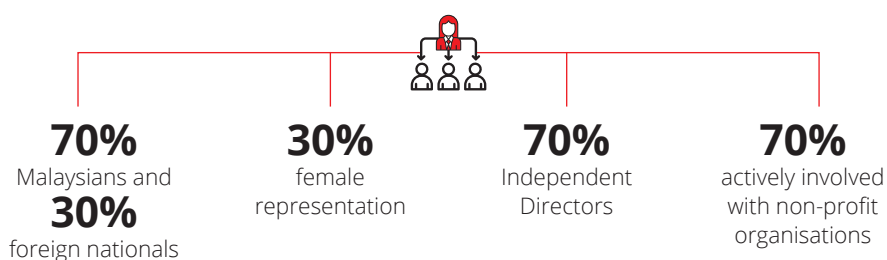 70%
Malaysians and
30%
foreign nationals
30%
female
representation
70%
Independent
Directors
70%
actively involved
with non-profit
organisations